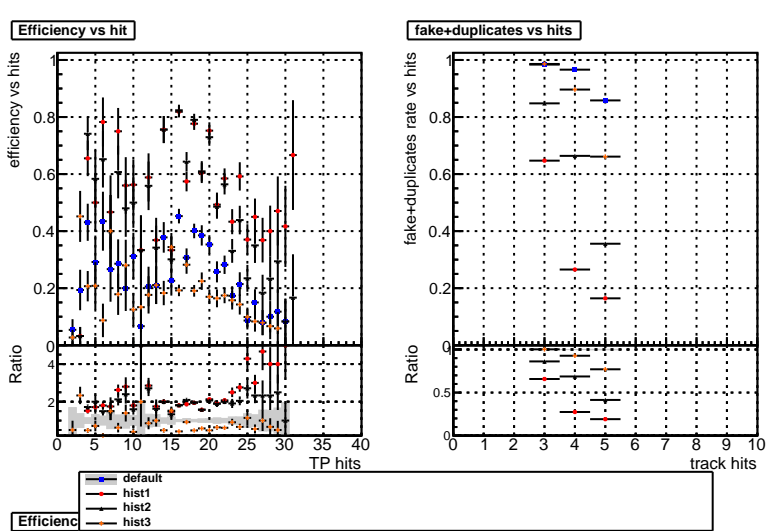 Efficiency vs hit
fake+duplicates vs hits
efficiency vs hits
1
0.8
0.6
0.4
0.2
0
Ratio
4
2
0 5 10 15 20 25 30 35 40
TP hits
fake+duplicates rate vs hits
1
0.8
0.6
0.4
0.2
0
Ratio
1
0.5
0 1 2 3 4 5 6 7 8 9 10
track hits
default
hist1
hist2
hist3
Efficienc